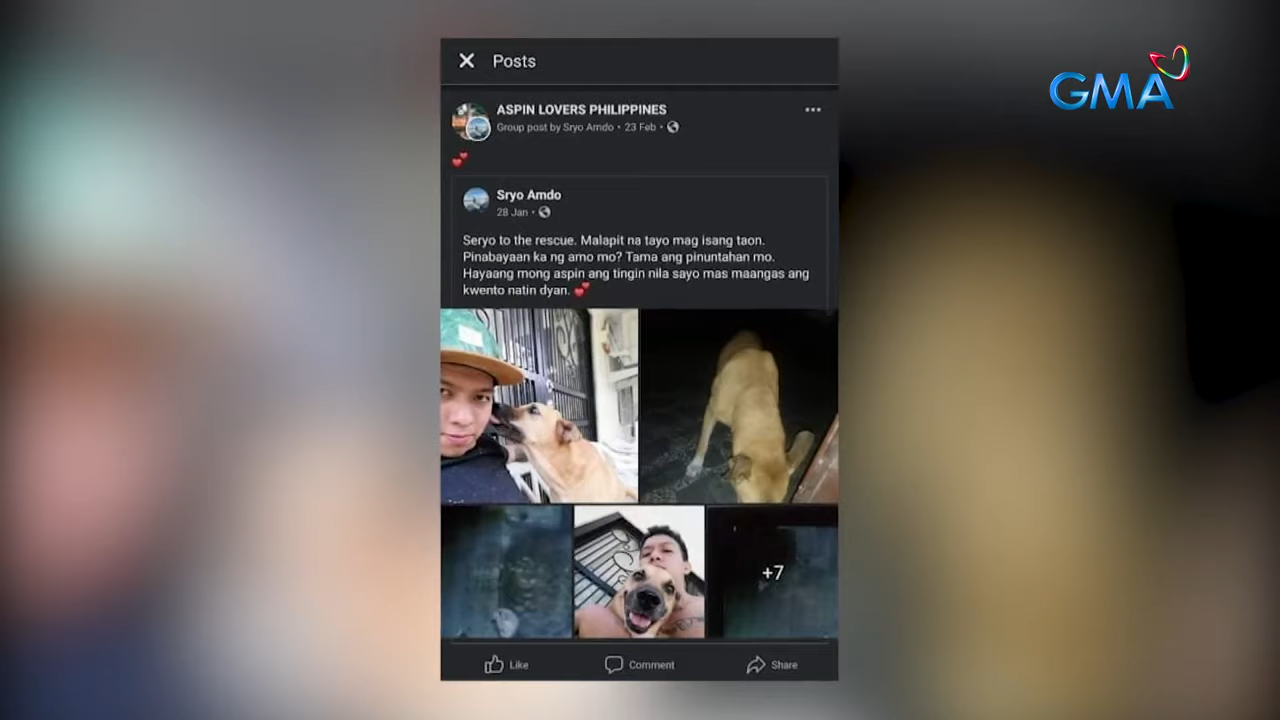 Posts
GMA
ASPIN LOVERS PHILIPPINES
Group post by Sryo Amdo • 23 Feb •
Sryo Amdo
28 Jan •
Seryo to the rescue. Malapit na tayo mag isang taon.
Pinabayaan ka ng amo mo? Tama ang pinuntahan mo.
Hayaang mong aspin ang tingin nila sayo mas maangas ang
kwento natin dyan. 💕
+7
Like
Comment
Share